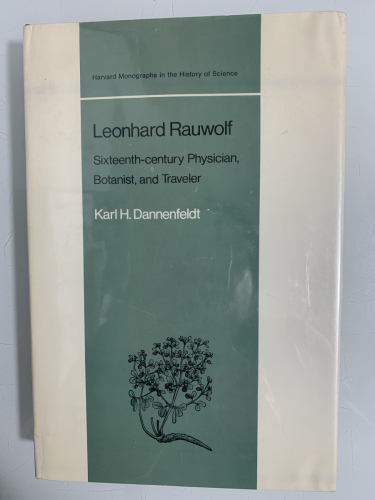 Harvard Monographs in the History of Science
Leonhard Rauwolf
Sixteenth-century Physician,
Botanist, and Traveler
Karl H. Dannenfeldt